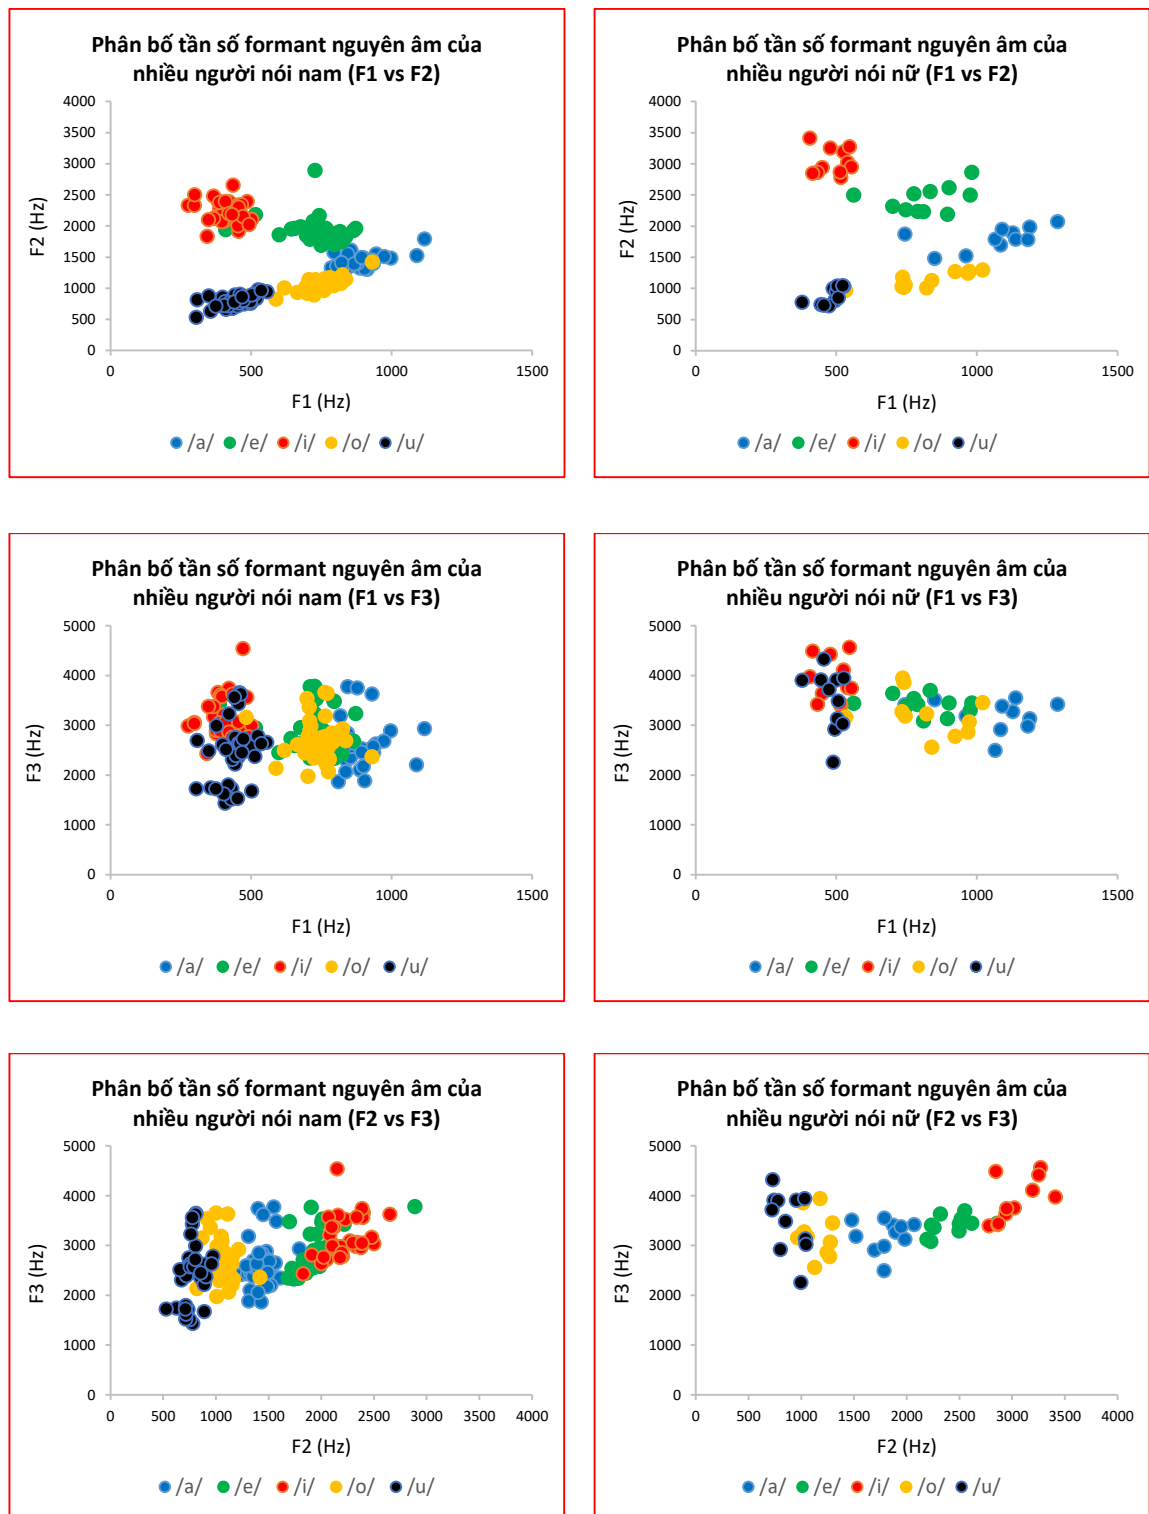 Phân bố tần số formant nguyên âm của
nhiều người nói nam (F1 vs F2)
4000
3500
3000
2500
2000
1500
1000
500
0
F2 (Hz)
0 500 1000 1500
F1 (Hz)
/a/ /e/ /i/ /o/ /u/
Phân bố tần số formant nguyên âm của
nhiều người nói nữ (F1 vs F2)
4000
3500
3000
2500
2000
1500
1000
500
0
F2 (Hz)
0 500 1000 1500
F1 (Hz)
/a/ /e/ /i/ /o/ /u/
Phân bố tần số formant nguyên âm của
nhiều người nói nam (F1 vs F3)
5000
4000
3000
2000
1000
0
F3 (Hz)
0 500 1000 1500
F1 (Hz)
/a/ /e/ /i/ /o/ /u/
Phân bố tần số formant nguyên âm của
nhiều người nói nữ (F1 vs F3)
5000
4000
3000
2000
1000
0
F3 (Hz)
0 500 1000 1500
F1 (Hz)
/a/ /e/ /i/ /o/ /u/
Phân bố tần số formant nguyên âm của
nhiều người nói nam (F2 vs F3)
5000
4000
3000
2000
1000
0
F3 (Hz)
0 500 1000 1500 2000 2500 3000 3500 4000
F2 (Hz)
/a/ /e/ /i/ /o/ /u/
Phân bố tần số formant nguyên âm của
nhiều người nói nữ (F2 vs F3)
5000
4000
3000
2000
1000
0
F3 (Hz)
0 500 1000 1500 2000 2500 3000 3500 4000
F2 (Hz)
/a/ /e/ /i/ /o/ /u/